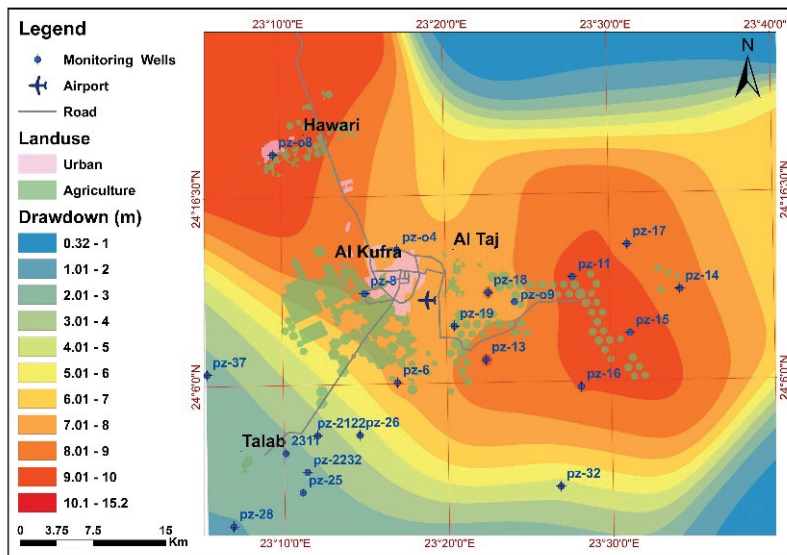 Legend
Monitoring Wells
Airport
Road
Landuse
Urban
Agriculture
Drawdown (m)
0.32 - 1
1.01 - 2
2.01 - 3
3.01 - 4
4.01 - 5
5.01 - 6
6.01 - 7
7.01 - 8
8.01 - 9
9.01 - 10
10.1 - 15.2
0 3.75 7.5 15
Km
23°10'0"E 23°20'0"E 23°30'0"E 23°40'0"E
N
Hawari
pz-o8
24°16'30"N 24°16'30"N
pz-17
pz-o4 Al Taj
Al Kufra
pz-11
pz-8 pz-18 pz-14
pz-o9
pz-19 pz-15
pz-13
pz-37 pz-6 pz-16
24°6'0"N 24°6'0"N
pz-2122 pz-26
Talab 2311
pz-2232
pz-32
pz-25
pz-28
23°10'0"E 23°20'0"E 23°30'0"E